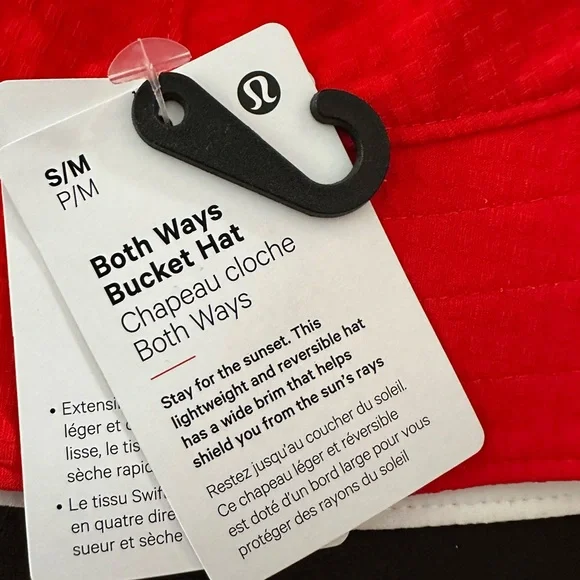 S/M
P/M
Both Ways
Bucket Hat
Chapeau cloche
Both Ways
Stay for the sunset. This
lightweight and reversible hat
has a wide brim that helps
shield you from the sun's rays
Restez jusqu'au coucher du soleil.
Ce chapeau léger et réversible
est doté d'un bord large pour vous
protéger des rayons du soleil
• Extensi
léger et
lisse, le tis
sèche rapid
• Le tissu Swif
en quatre dire
sueur et sèche